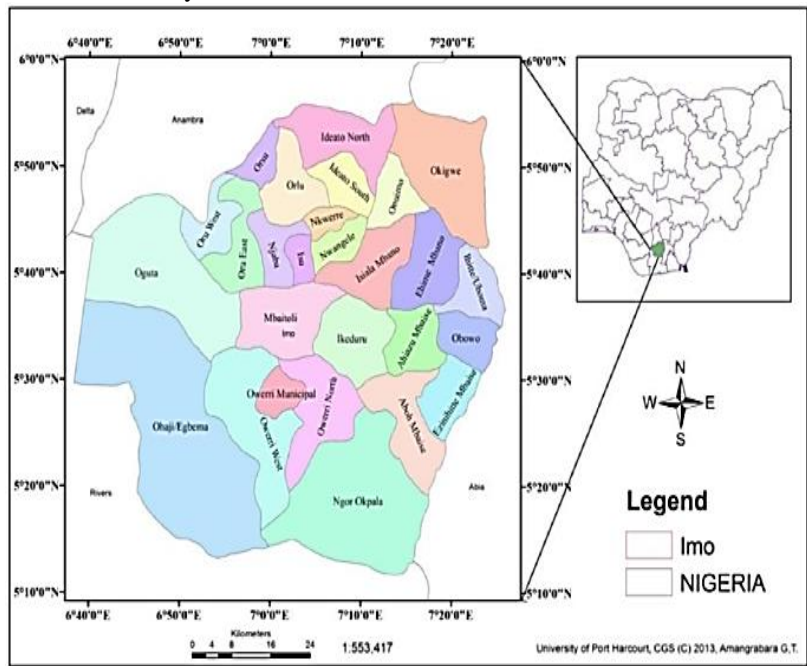 6°40'0"E 6°50'0"E 7°0'0"E 7°10'0"E 7°20'0"E
6°0'0"N
6°0'0"N
Delta
Anambra
Ideato North
Orsu
Orlu
Ideato South
Onuimo
Okigwe
5°50'0"N
5°50'0"N
Nkwerre
Oru West
Oru East
Njaba
Isu
Nwangele
Isiala Mbano
Ehime Mbano
5°40'0"N
5°40'0"N
Oguta
Mbaitoli
Imo
Ikeduru
Ahiazu Mbaise
Obowo
5°30'0"N
5°30'0"N
Owerri Municipal
Owerri North
Aboh Mbaise
Ezinihitte Mbaise
Ohaji/Egbema
Owerri West
N
W E
S
5°20'0"N
5°20'0"N
Rivers
Ngor Okpala
Abia
Legend
Imo
NIGERIA
5°10'0"N
5°10'0"N
6°40'0"E 6°50'0"E 7°0'0"E 7°10'0"E 7°20'0"E
Kilometers
0 4 8 16 24
1:553,417
University of Port Harcourt, CGS (C) 2013, Amangrabara G,T.